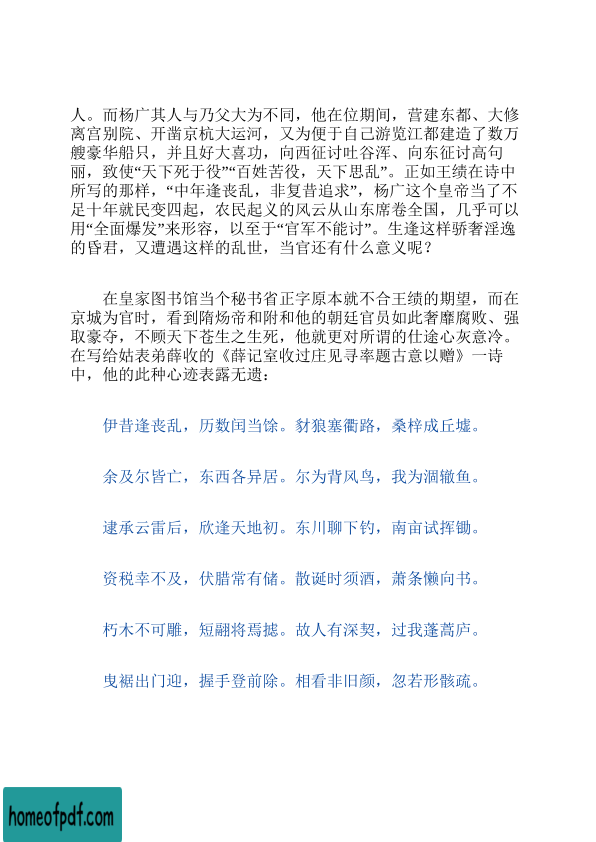 人。而杨广其人与乃父大为不同，他在位期间，营建东都、大修
离宫别院、开凿京杭大运河，又为便于自己游览江都建造了数万
艘豪华船只，并且好大喜功，向西征讨吐谷浑、向东征讨高句
丽，致使“天下死于役”“百姓苦役，天下思乱”。正如王绩在诗中
所写的那样，“中年逢丧乱，非复昔追求”，杨广这个皇帝当了不
足十年就民变四起，农民起义的风云从山东席卷全国，几乎可以
用“全面爆发”来形容，以至于“官军不能讨”。生逢这样骄奢淫逸
的昏君，又遭遇这样的乱世，当官还有什么意义呢？
在皇家图书馆当个秘书省正字原本就不合王绩的期望，而在
京城为官时，看到隋炀帝和附和他的朝廷官员如此奢靡腐败、强
取豪夺，不顾天下苍生之生死，他就更对所谓的仕途心灰意冷。
在写给姑表弟薛收的《薛记室收过庄见寻率题古意以赠》一诗
中，他的此种心迹表露无遗：
伊昔逢丧乱，历数闰当馀。豺狼塞衢路，桑梓成丘墟。
余及尔皆亡，东西各异居。尔为背风鸟，我为涸辙鱼。
逮承云雷后，欣逢天地初。东川聊下钓，南亩试挥锄。
资税幸不及，伏腊常有储。散诞时须酒，萧条懒向书。
朽木不可雕，短翮将焉摅。故人有深契，过我蓬蒿庐。
曳裾出门迎，握手登前除。相看非旧颜，忽若形骸疏。
homeofpdf.com